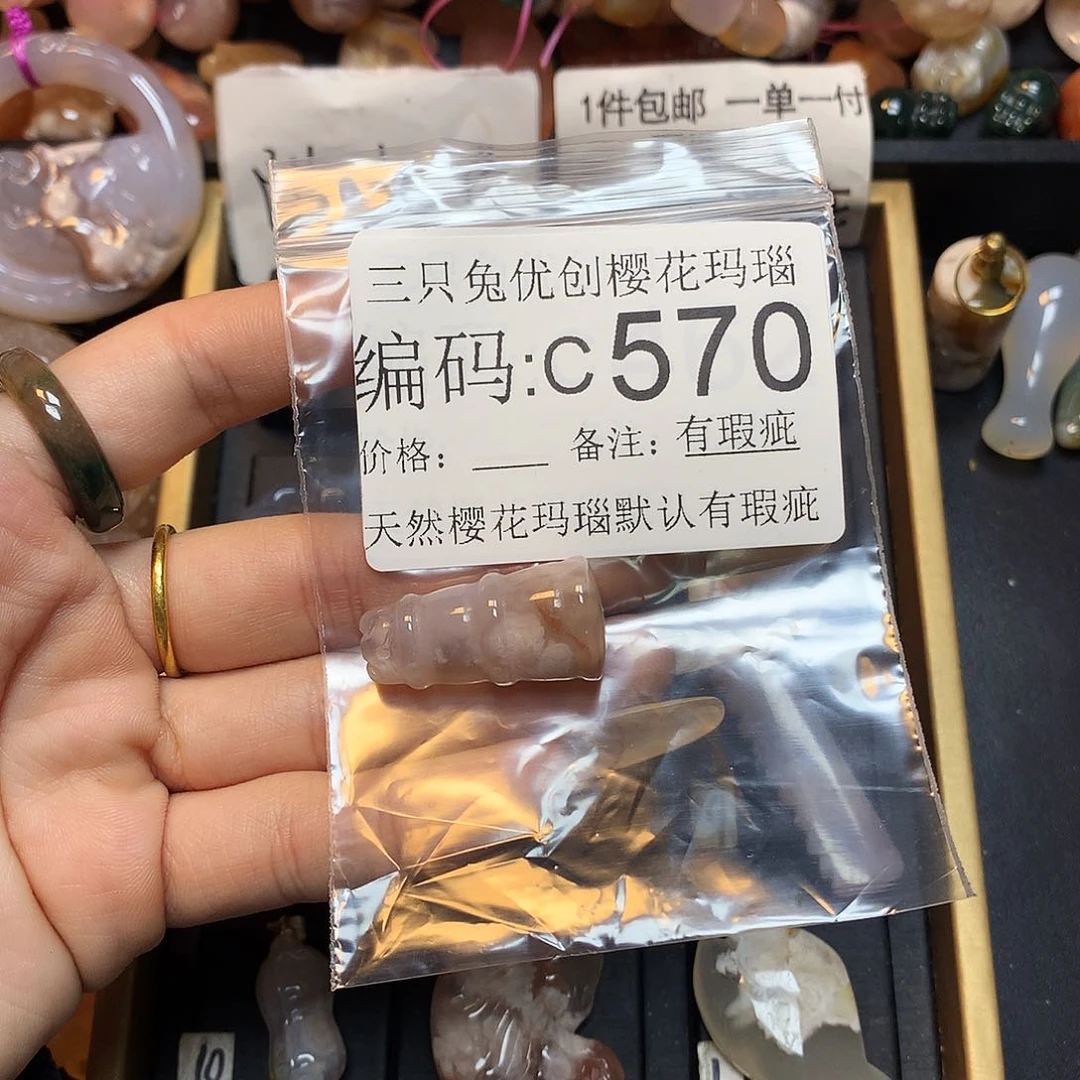 1件包邮 一单一付
三只兔优创樱花玛瑙
编码:C570
价格: ___ 备注: 有瑕疵
天然樱花玛瑙默认有瑕疵
10